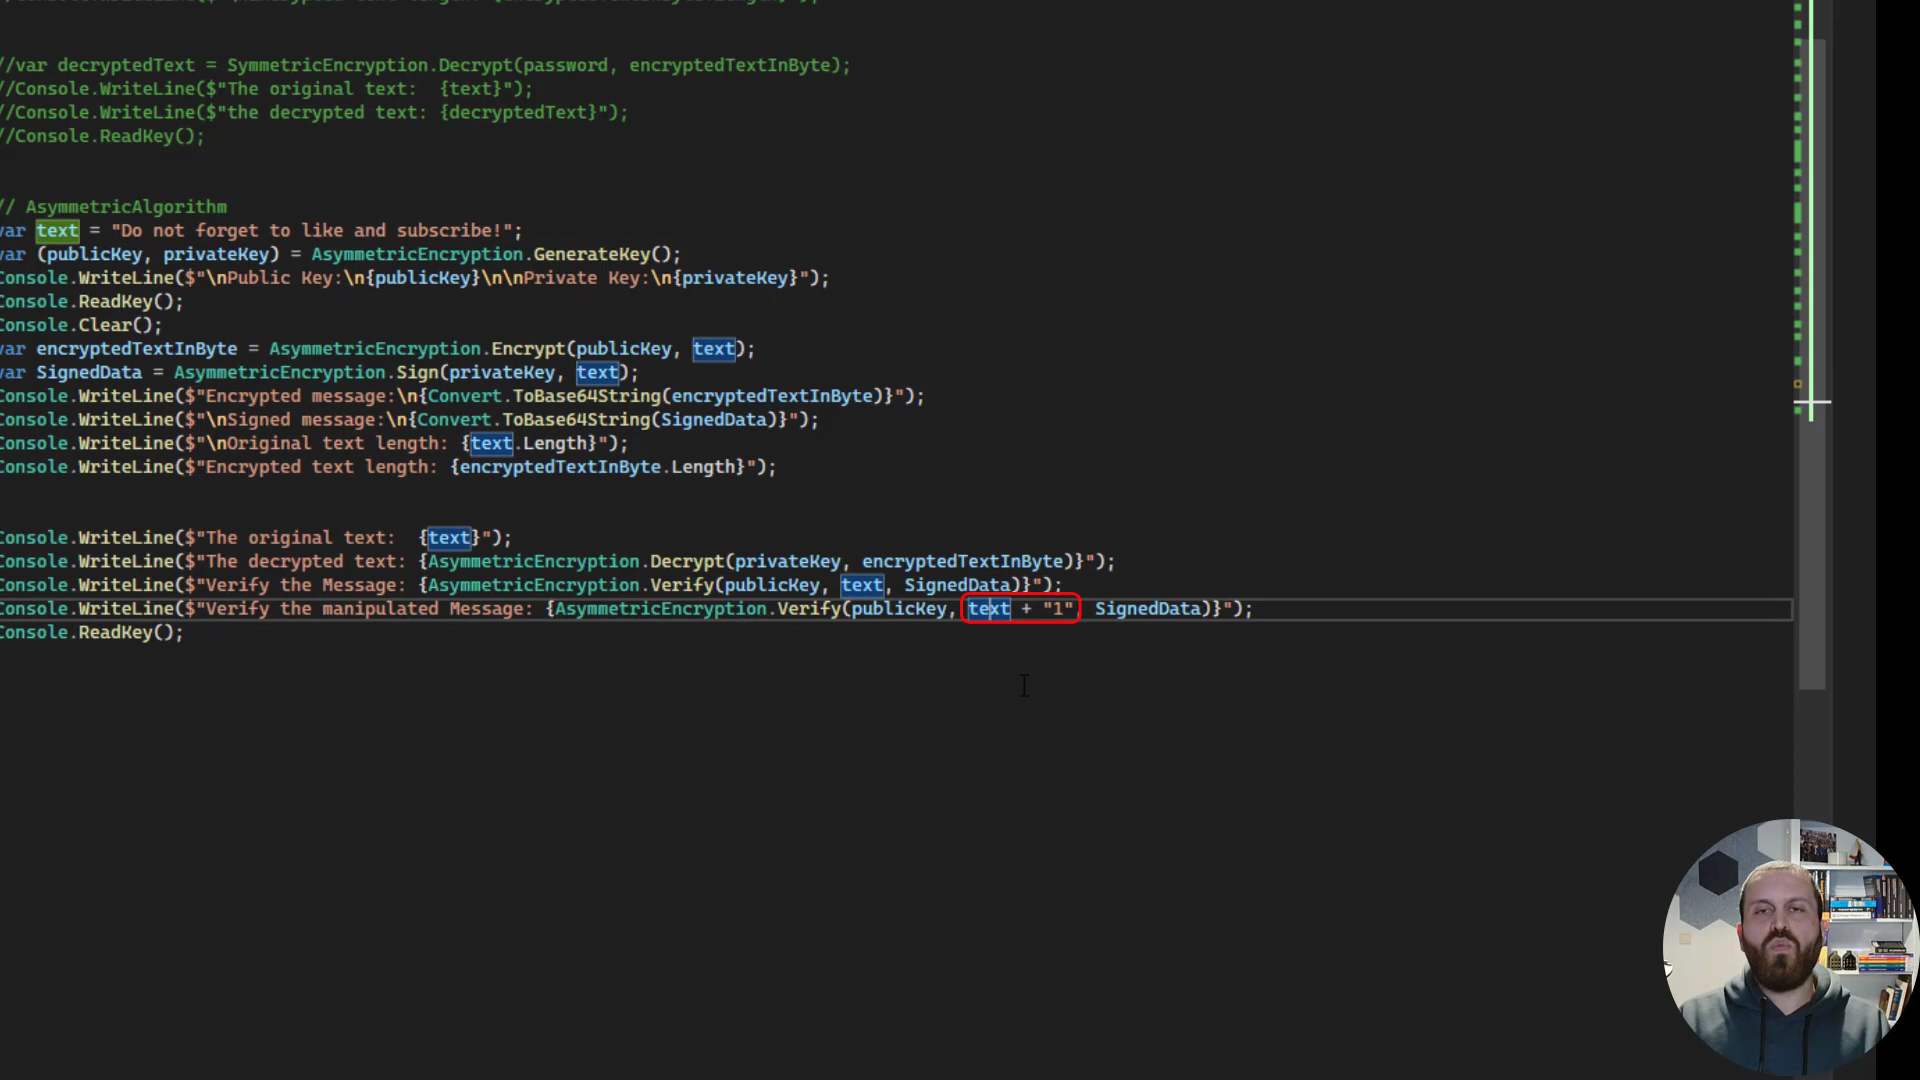 //var decryptedText = SymmetricEncryption.Decrypt(password, encryptedTextInByte);
//Console.WriteLine($"The original text:  {text}");
//Console.WriteLine($"the decrypted text: {decryptedText}");
//Console.ReadKey();
// AsymmetricAlgorithm
var text = "Do not forget to like and subscribe!";
var (publicKey, privateKey) = AsymmetricEncryption.GenerateKey();
Console.WriteLine($"\nPublic Key:\n{publicKey}\n\nPrivate Key:\n{privateKey}");
Console.ReadKey();
Console.Clear();
var encryptedTextInByte = AsymmetricEncryption.Encrypt(publicKey, text);
var SignedData = AsymmetricEncryption.Sign(privateKey, text);
Console.WriteLine($"Encrypted message:\n{Convert.ToBase64String(encryptedTextInByte)}");
Console.WriteLine($"\nSigned message:\n{Convert.ToBase64String(SignedData)}");
Console.WriteLine($"\nOriginal text length: {text.Length}");
Console.WriteLine($"Encrypted text length: {encryptedTextInByte.Length}");
Console.WriteLine($"The original text:  {text}");
Console.WriteLine($"The decrypted text: {AsymmetricEncryption.Decrypt(privateKey, encryptedTextInByte)}");
Console.WriteLine($"Verify the Message: {AsymmetricEncryption.Verify(publicKey, text, SignedData)}");
Console.WriteLine($"Verify the manipulated Message: {AsymmetricEncryption.Verify(publicKey, text + "1", SignedData)}");
Console.ReadKey();